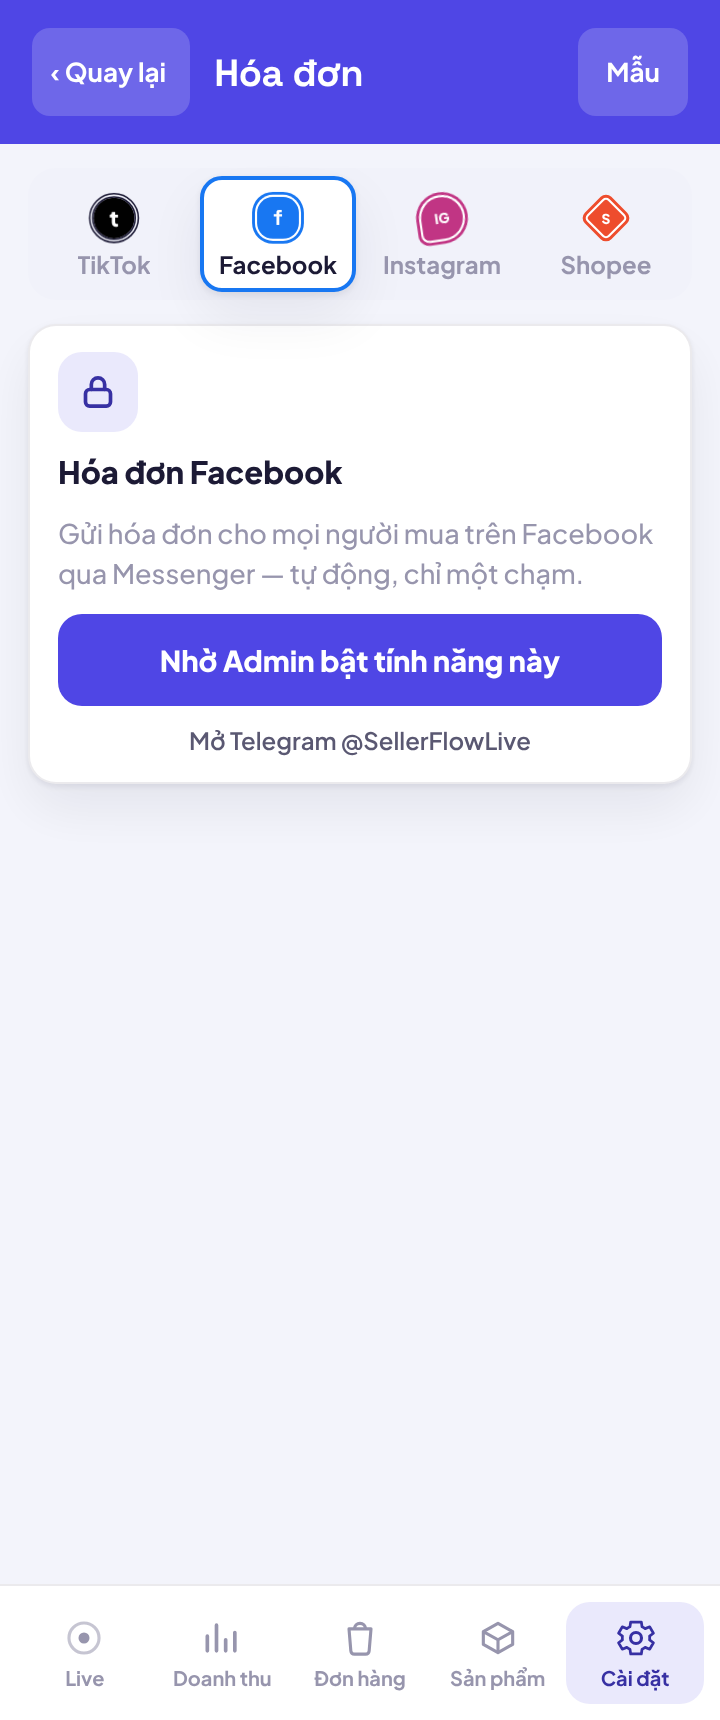 ‹ Quay lại
Hóa đơn
Mẫu
t
TikTok
f
Facebook
IG
Instagram
S
Shopee
Hóa đơn Facebook
Gửi hóa đơn cho mọi người mua trên Facebook
qua Messenger — tự động, chỉ một chạm.
Nhờ Admin bật tính năng này
Mở Telegram @SellerFlowLive
Live
Doanh thu
Đơn hàng
Sản phẩm
Cài đặt